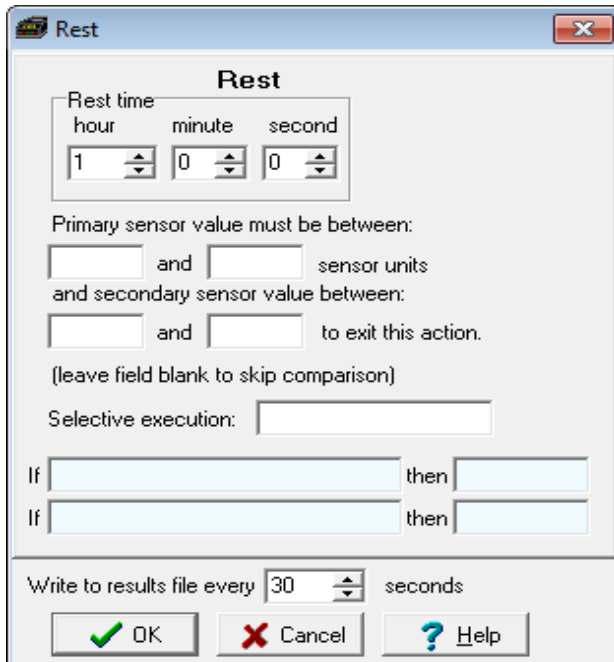 Rest
Rest
Rest time
hour minute second
1 0 0
Primary sensor value must be between:
and sensor units
and secondary sensor value between:
and to exit this action.
(leave field blank to skip comparison)
Selective execution:
If then
If then
Write to results file every 30 seconds
OK Cancel Help